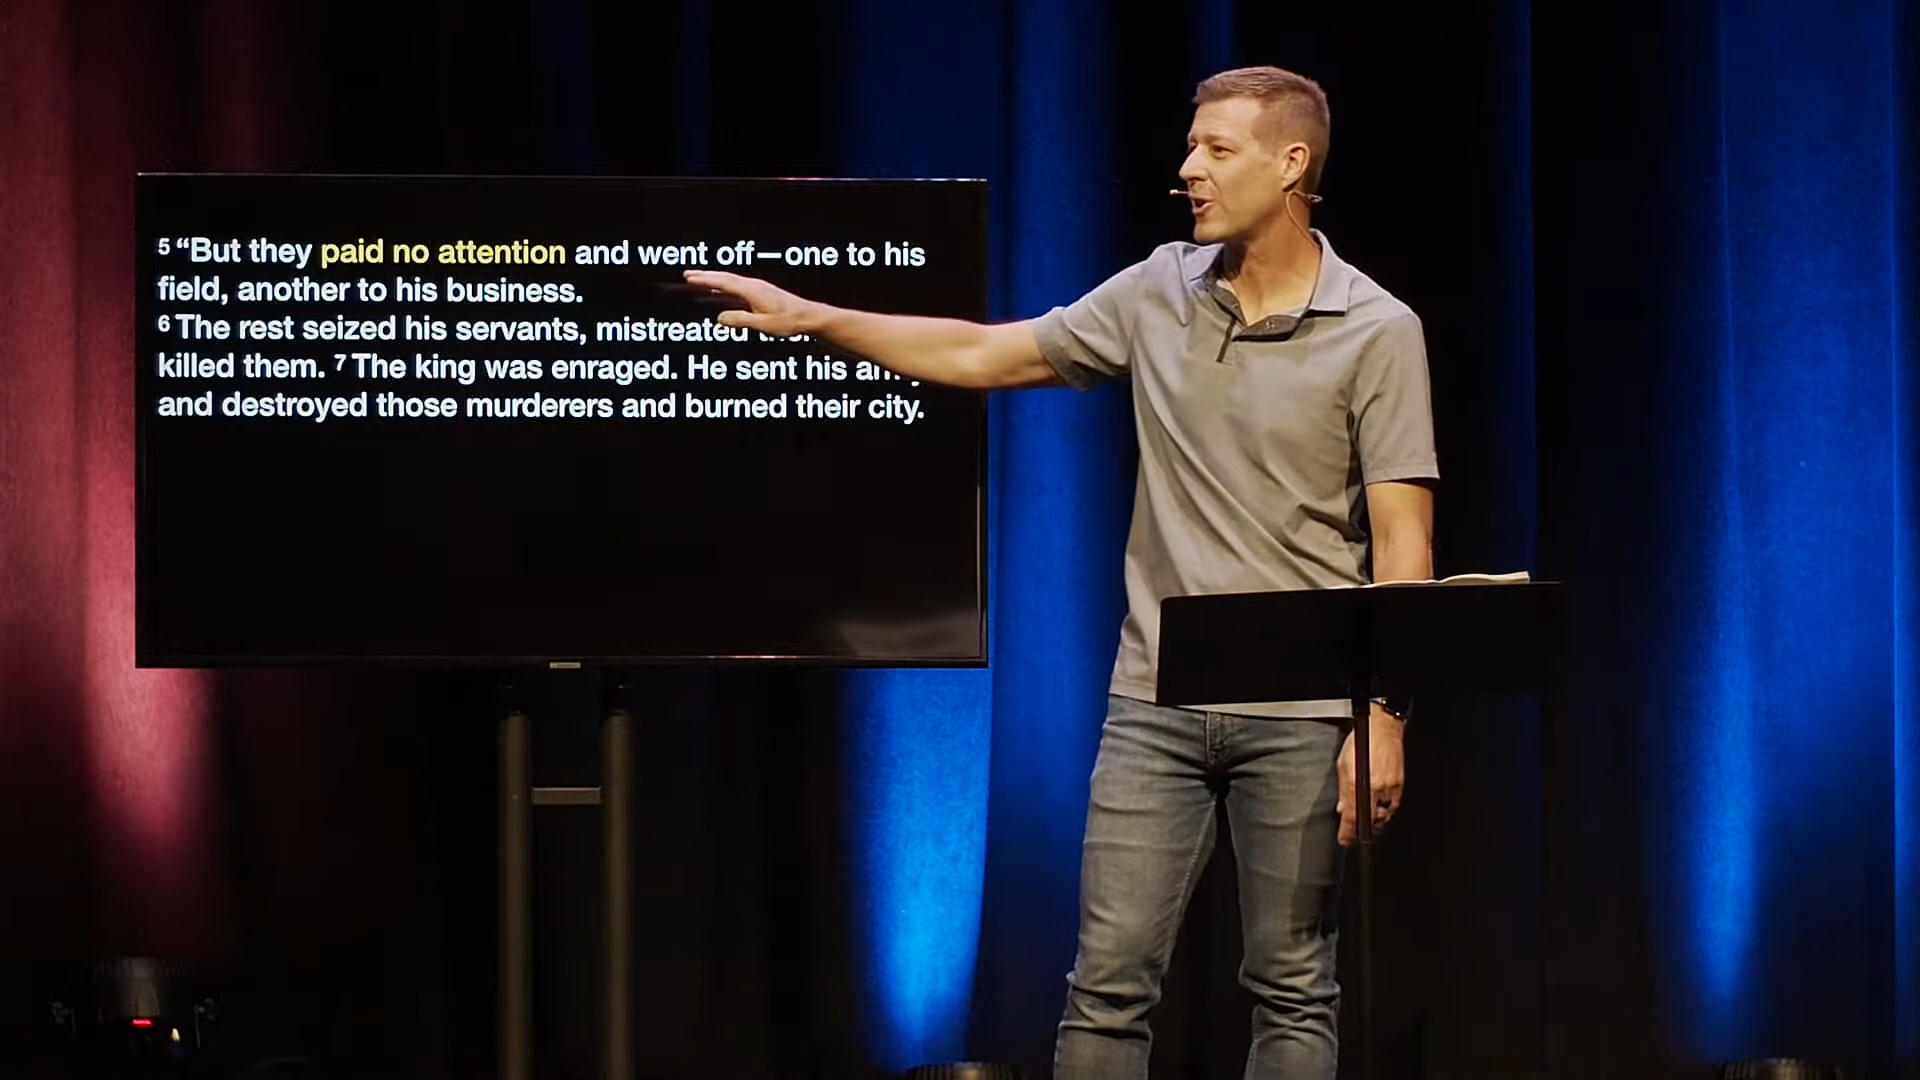 5 “But they paid no attention and went off—one to his
field, another to his business.
6 The rest seized his servants, mistreated
killed them. 7 The king was enraged. He sent his
and destroyed those murderers and burned their city.